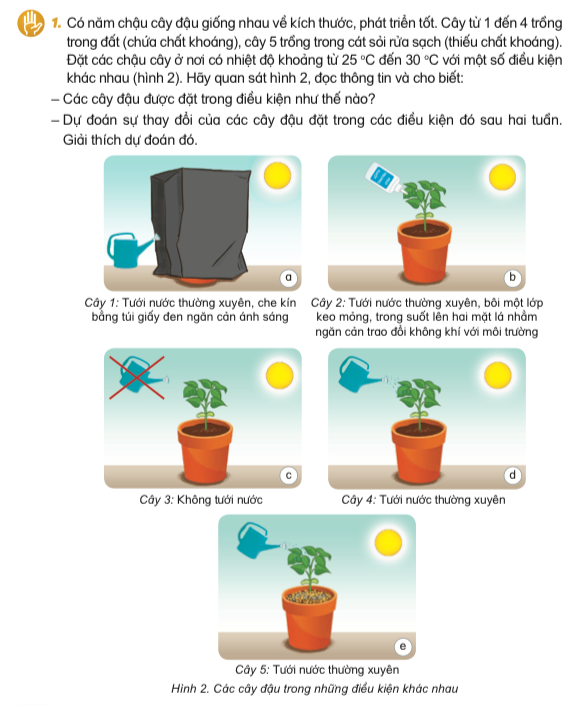 1. Có năm chậu cây đậu giống nhau về kích thước, phát triển tốt. Cây từ 1 đến 4 trồng
trong đất (chứa chất khoáng), cây 5 trồng trong cát sỏi rửa sạch (thiếu chất khoáng).
Đặt các chậu cây ở nơi có nhiệt độ khoảng từ 25 °C đến 30 °C với một số điều kiện
khác nhau (hình 2). Hãy quan sát hình 2, đọc thông tin và cho biết:
– Các cây đậu được đặt trong điều kiện như thế nào?
– Dự đoán sự thay đổi của các cây đậu đặt trong các điều kiện đó sau hai tuần.
Giải thích dự đoán đó.
a
b
Cây 1: Tưới nước thường xuyên, che kín
bằng túi giấy đen ngăn cản ánh sáng
Cây 2: Tưới nước thường xuyên, bôi một lớp
keo mỏng, trong suốt lên hai mặt lá nhằm
ngăn cản trao đổi không khí với môi trường
c
d
Cây 3: Không tưới nước
Cây 4: Tưới nước thường xuyên
e
Cây 5: Tưới nước thường xuyên
Hình 2. Các cây đậu trong những điều kiện khác nhau